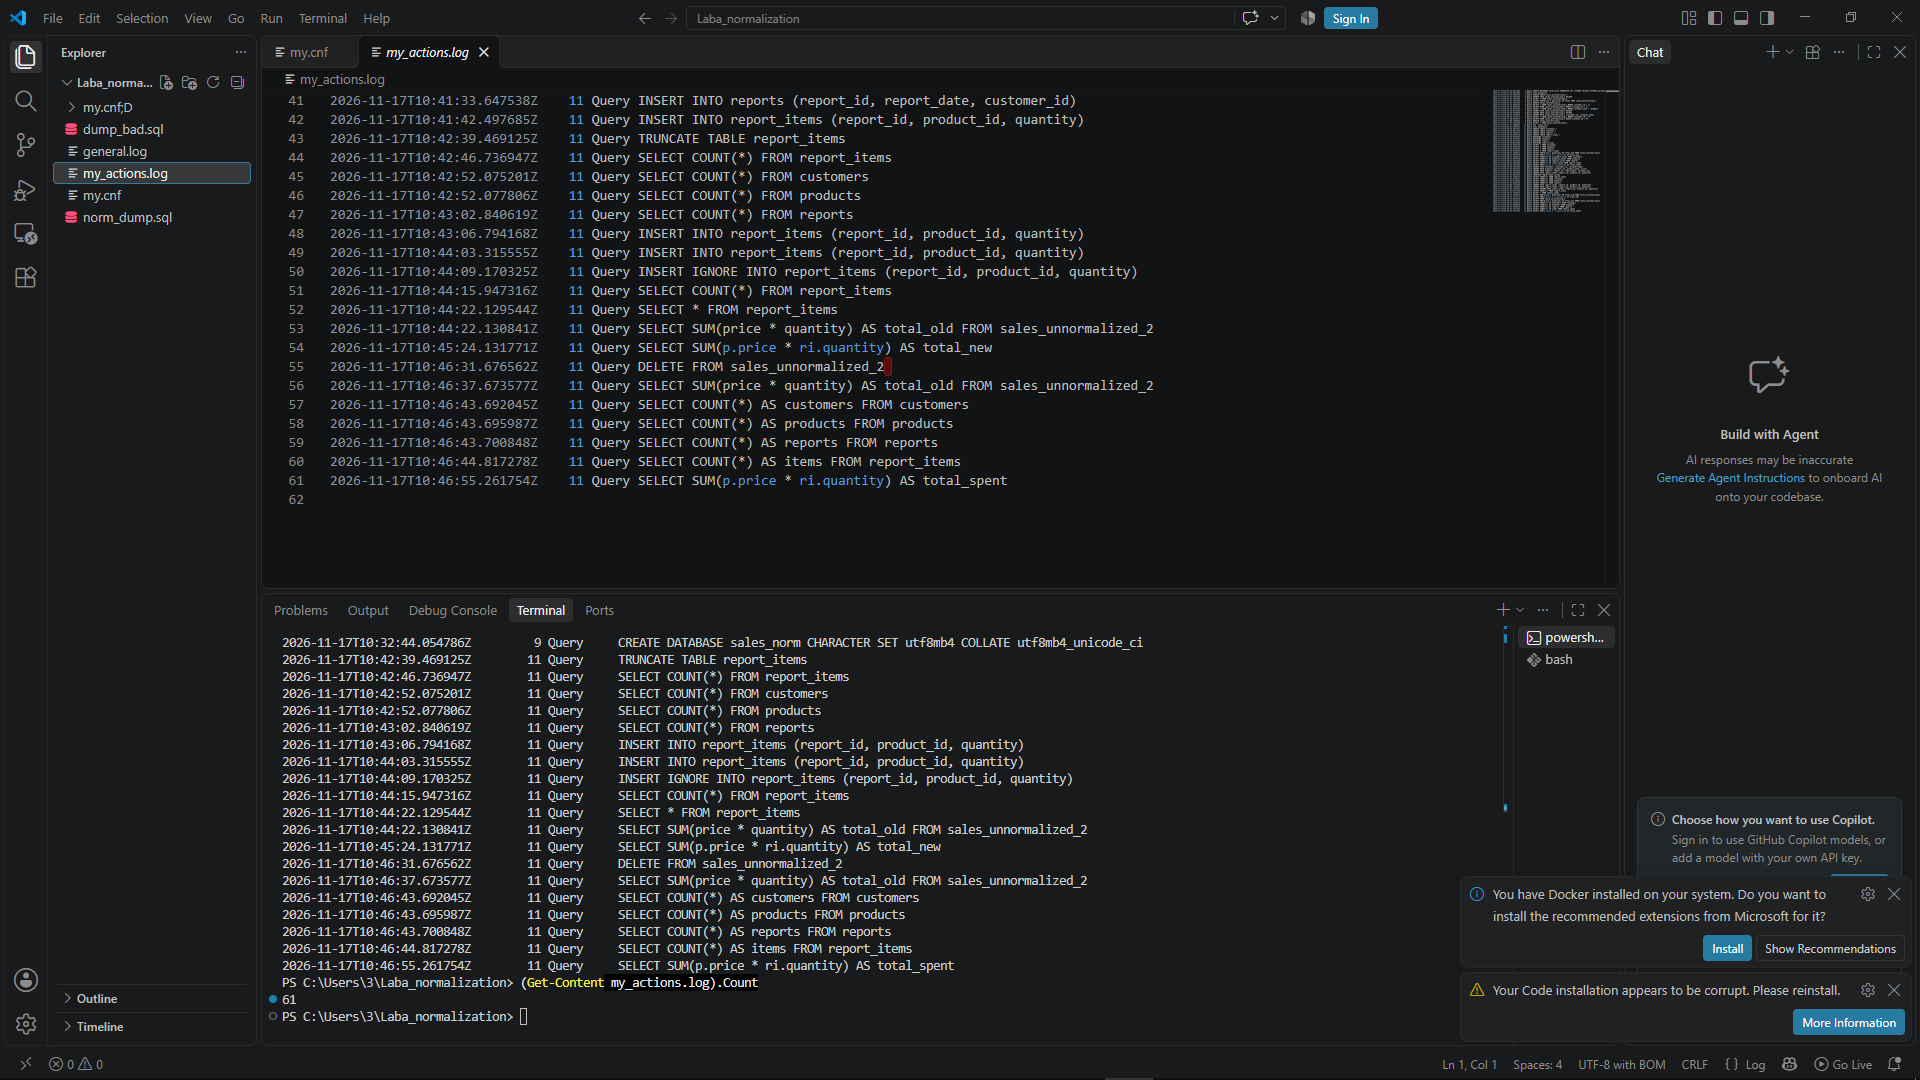 File Edit Selection View Go Run Terminal Help
Laba_normalization
Sign In
Explorer
Laba_norma...
my.cnf;D
dump_bad.sql
general.log
my_actions.log
my.cnf
norm_dump.sql
Outline
Timeline
my.cnf
my_actions.log
my_actions.log
41 2026-11-17T10:41:33.647538Z 11 Query INSERT INTO reports (report_id, report_date, customer_id)
42 2026-11-17T10:41:42.497685Z 11 Query INSERT INTO report_items (report_id, product_id, quantity)
43 2026-11-17T10:42:39.469125Z 11 Query TRUNCATE TABLE report_items
44 2026-11-17T10:42:46.736947Z 11 Query SELECT COUNT(*) FROM report_items
45 2026-11-17T10:42:52.075201Z 11 Query SELECT COUNT(*) FROM customers
46 2026-11-17T10:42:52.077806Z 11 Query SELECT COUNT(*) FROM products
47 2026-11-17T10:43:02.840619Z 11 Query SELECT COUNT(*) FROM reports
48 2026-11-17T10:43:06.794168Z 11 Query INSERT INTO report_items (report_id, product_id, quantity)
49 2026-11-17T10:44:03.315555Z 11 Query INSERT INTO report_items (report_id, product_id, quantity)
50 2026-11-17T10:44:09.170325Z 11 Query INSERT IGNORE INTO report_items (report_id, product_id, quantity)
51 2026-11-17T10:44:15.947316Z 11 Query SELECT COUNT(*) FROM report_items
52 2026-11-17T10:44:22.129544Z 11 Query SELECT * FROM report_items
53 2026-11-17T10:44:22.130841Z 11 Query SELECT SUM(price * quantity) AS total_old FROM sales_unnormalized_2
54 2026-11-17T10:45:24.131771Z 11 Query SELECT SUM(p.price * ri.quantity) AS total_new
55 2026-11-17T10:46:31.676562Z 11 Query DELETE FROM sales_unnormalized_2
56 2026-11-17T10:46:37.673577Z 11 Query SELECT SUM(price * quantity) AS total_old FROM sales_unnormalized_2
57 2026-11-17T10:46:43.692045Z 11 Query SELECT COUNT(*) AS customers FROM customers
58 2026-11-17T10:46:43.695987Z 11 Query SELECT COUNT(*) AS products FROM products
59 2026-11-17T10:46:43.700848Z 11 Query SELECT COUNT(*) AS reports FROM reports
60 2026-11-17T10:46:44.817278Z 11 Query SELECT COUNT(*) AS items FROM report_items
61 2026-11-17T10:46:55.261754Z 11 Query SELECT SUM(p.price * ri.quantity) AS total_spent
62
Problems Output Debug Console Terminal Ports
2026-11-17T10:32:44.054786Z 9 Query CREATE DATABASE sales_norm CHARACTER SET utf8mb4 COLLATE utf8mb4_unicode_ci
2026-11-17T10:42:39.469125Z 11 Query TRUNCATE TABLE report_items
2026-11-17T10:42:46.736947Z 11 Query SELECT COUNT(*) FROM report_items
2026-11-17T10:42:52.075201Z 11 Query SELECT COUNT(*) FROM customers
2026-11-17T10:42:52.077806Z 11 Query SELECT COUNT(*) FROM products
2026-11-17T10:43:02.840619Z 11 Query SELECT COUNT(*) FROM reports
2026-11-17T10:43:06.794168Z 11 Query INSERT INTO report_items (report_id, product_id, quantity)
2026-11-17T10:44:03.315555Z 11 Query INSERT INTO report_items (report_id, product_id, quantity)
2026-11-17T10:44:09.170325Z 11 Query INSERT IGNORE INTO report_items (report_id, product_id, quantity)
2026-11-17T10:44:15.947316Z 11 Query SELECT COUNT(*) FROM report_items
2026-11-17T10:44:22.129544Z 11 Query SELECT * FROM report_items
2026-11-17T10:44:22.130841Z 11 Query SELECT SUM(price * quantity) AS total_old FROM sales_unnormalized_2
2026-11-17T10:45:24.131771Z 11 Query SELECT SUM(p.price * ri.quantity) AS total_new
2026-11-17T10:46:31.676562Z 11 Query DELETE FROM sales_unnormalized_2
2026-11-17T10:46:37.673577Z 11 Query SELECT SUM(price * quantity) AS total_old FROM sales_unnormalized_2
2026-11-17T10:46:43.692045Z 11 Query SELECT COUNT(*) AS customers FROM customers
2026-11-17T10:46:43.695987Z 11 Query SELECT COUNT(*) AS products FROM products
2026-11-17T10:46:43.700848Z 11 Query SELECT COUNT(*) AS reports FROM reports
2026-11-17T10:46:44.817278Z 11 Query SELECT COUNT(*) AS items FROM report_items
2026-11-17T10:46:55.261754Z 11 Query SELECT SUM(p.price * ri.quantity) AS total_spent
PS C:\Users\3\Laba_normalization> (Get-Content my_actions.log).Count
61
PS C:\Users\3\Laba_normalization>
powersh...
bash
Chat
Build with Agent
AI responses may be inaccurate
Generate Agent Instructions to onboard AI
onto your codebase.
Choose how you want to use Copilot.
Sign in to use GitHub Copilot models, or
add a model with your own API key.
You have Docker installed on your system. Do you want to
install the recommended extensions from Microsoft for it?
Install Show Recommendations
Your Code installation appears to be corrupt. Please reinstall.
More Information
0 0
Ln 1, Col 1 Spaces: 4 UTF-8 with BOM CRLF { } Log Go Live